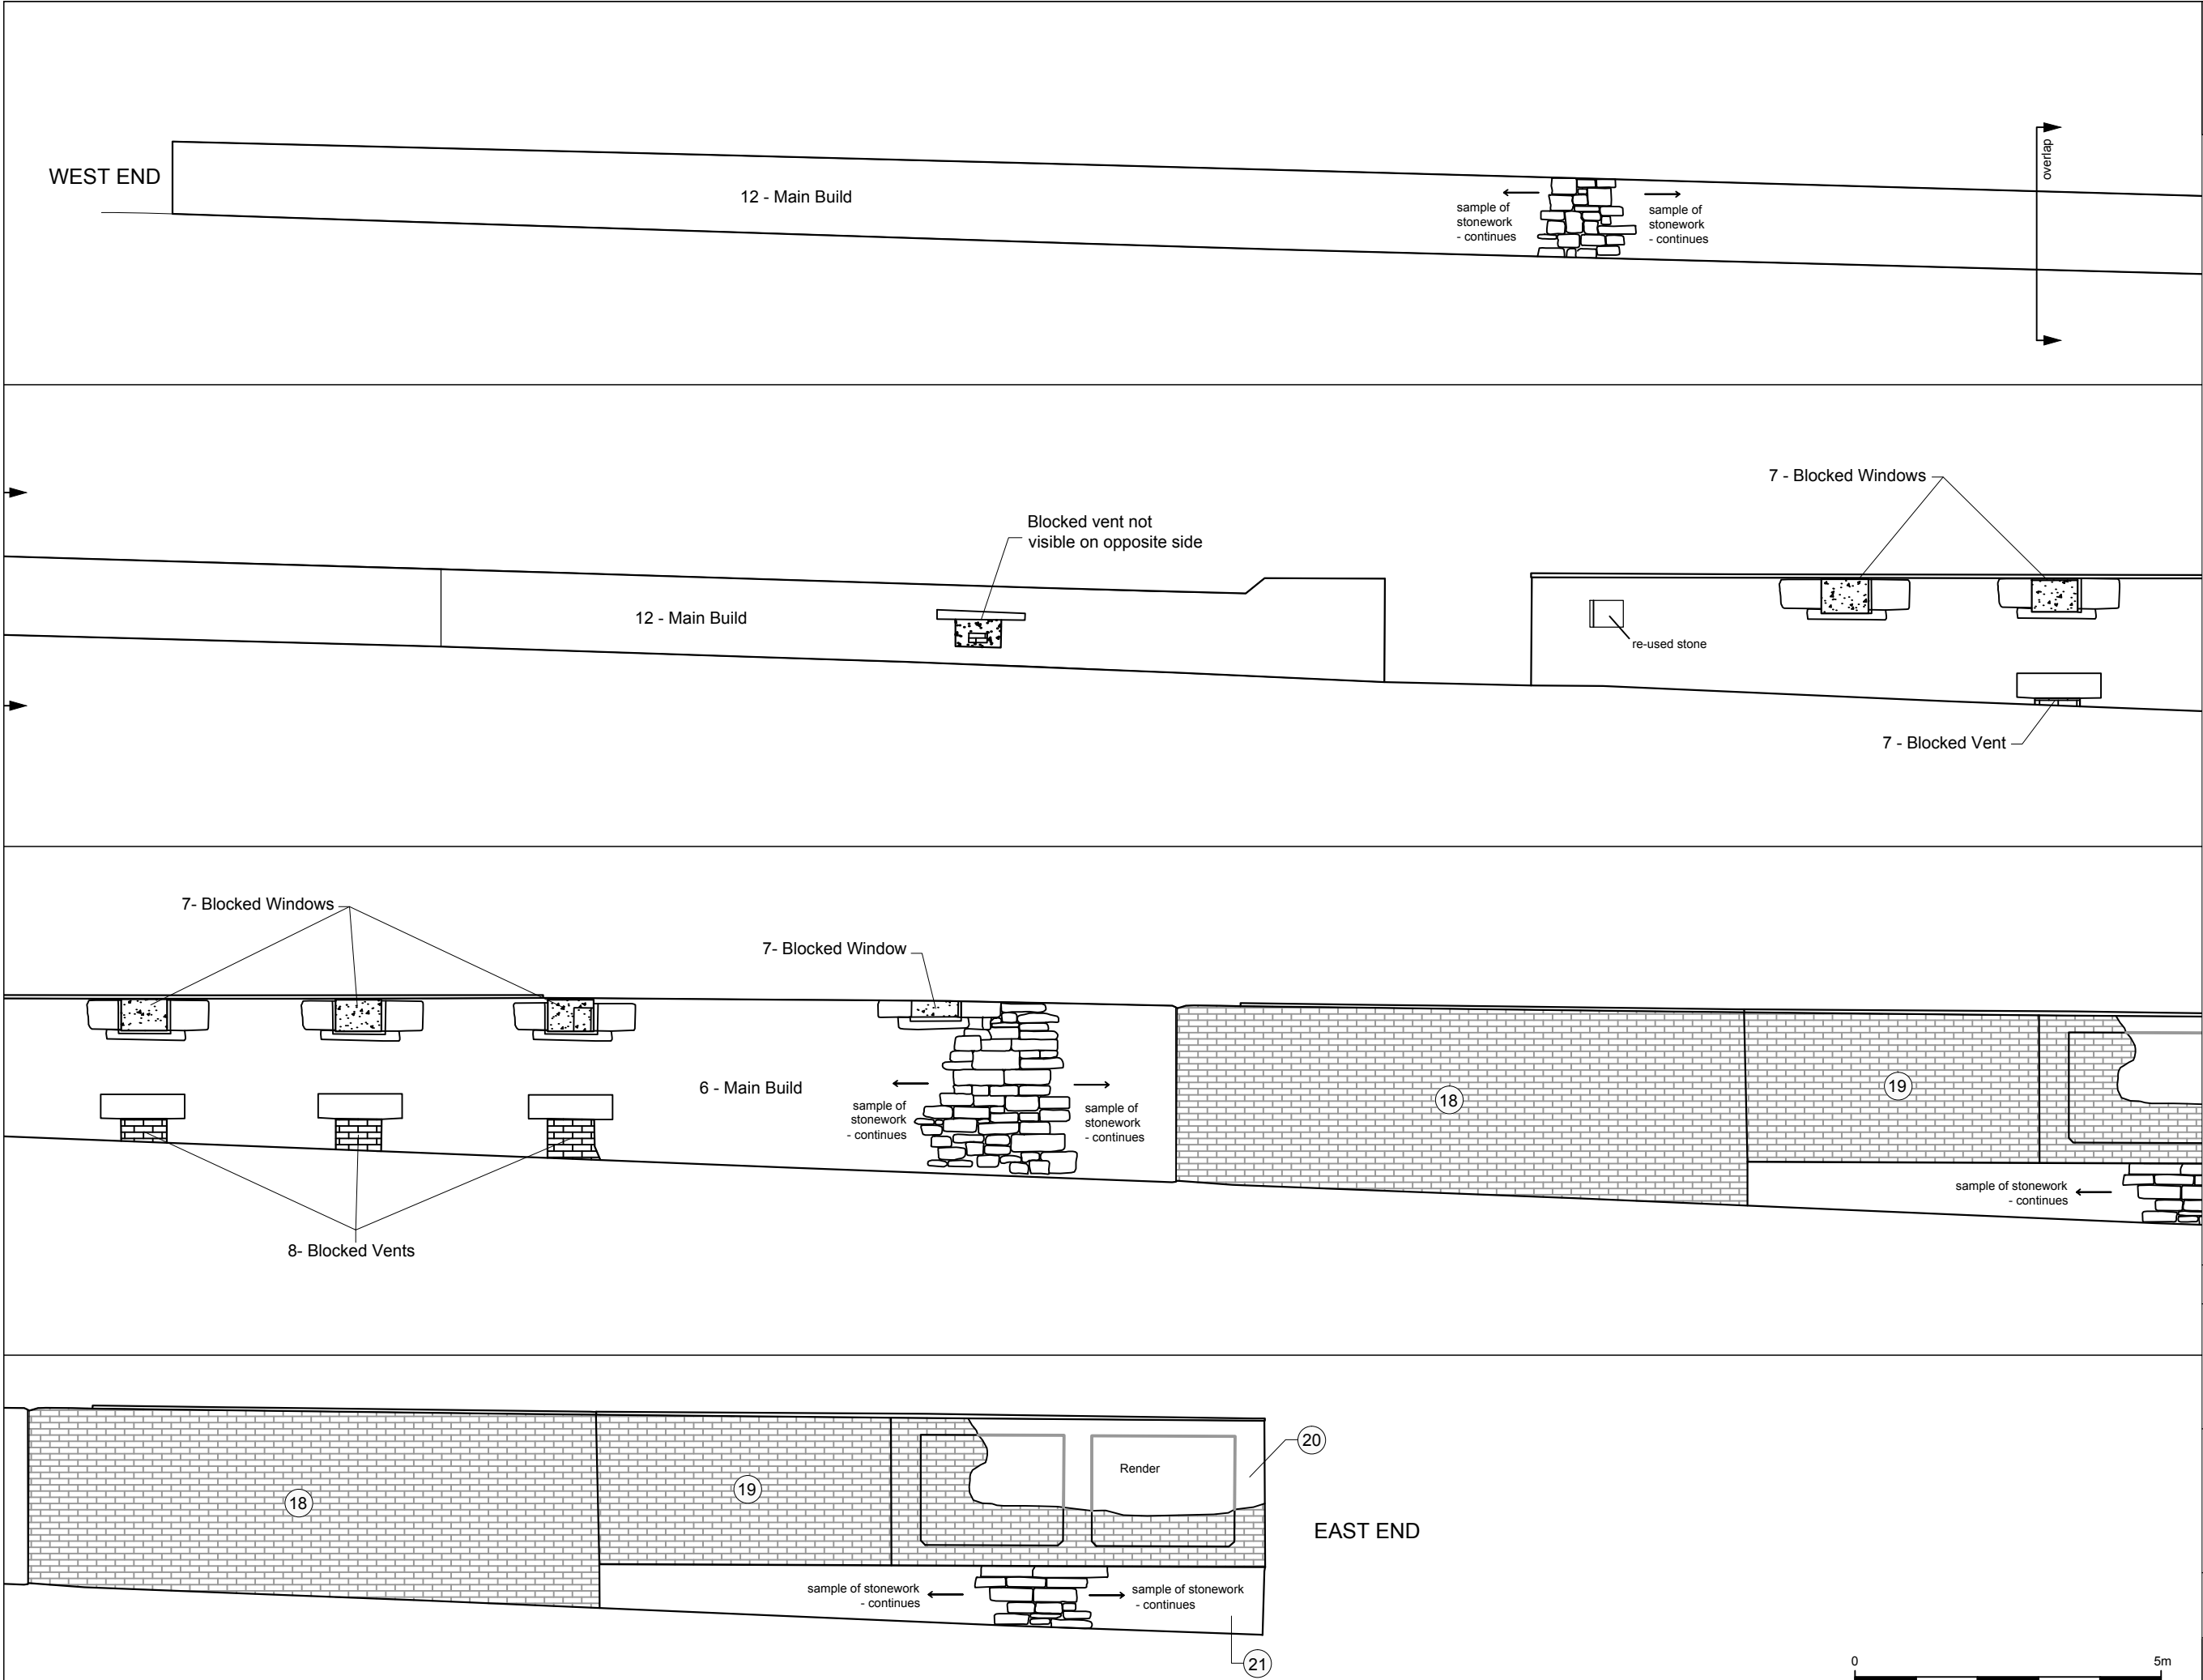 WEST END
12 - Main Build
sample of
stonework
- continues
sample of
stonework
- continues
overlap
7 - Blocked Windows
Blocked vent not
visible on opposite side
12 - Main Build
re-used stone
7 - Blocked Vent
7- Blocked Windows
7- Blocked Window
6 - Main Build
sample of
stonework
- continues
sample of
stonework
- continues
18
19
sample of stonework
- continues
8- Blocked Vents
20
Render
18
19
EAST END
sample of stonework
- continues
sample of stonework
- continues
21
0 5m